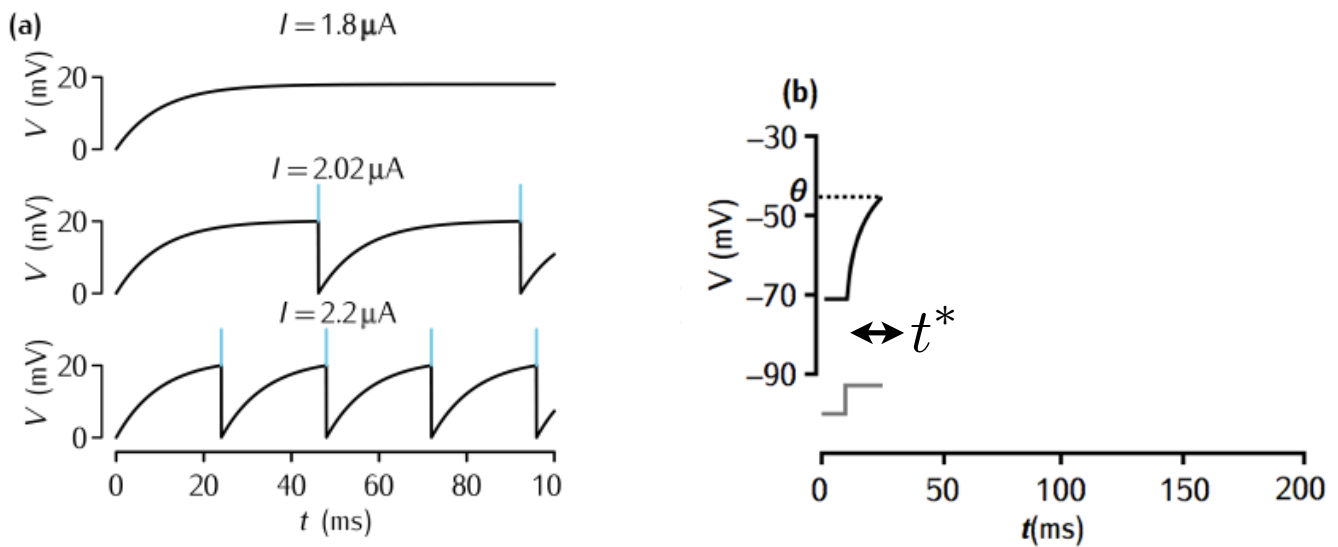 (a)
I = 1.8 µA
V (mV)
20
0
I = 2.02 µA
V (mV)
20
0
I = 2.2 µA
V (mV)
20
0
0 20 40 60 80 10
t (ms)
(b)
−30
θ
−50
−70
−90
V (mV)
t*
0 50 100 150 200
t(ms)